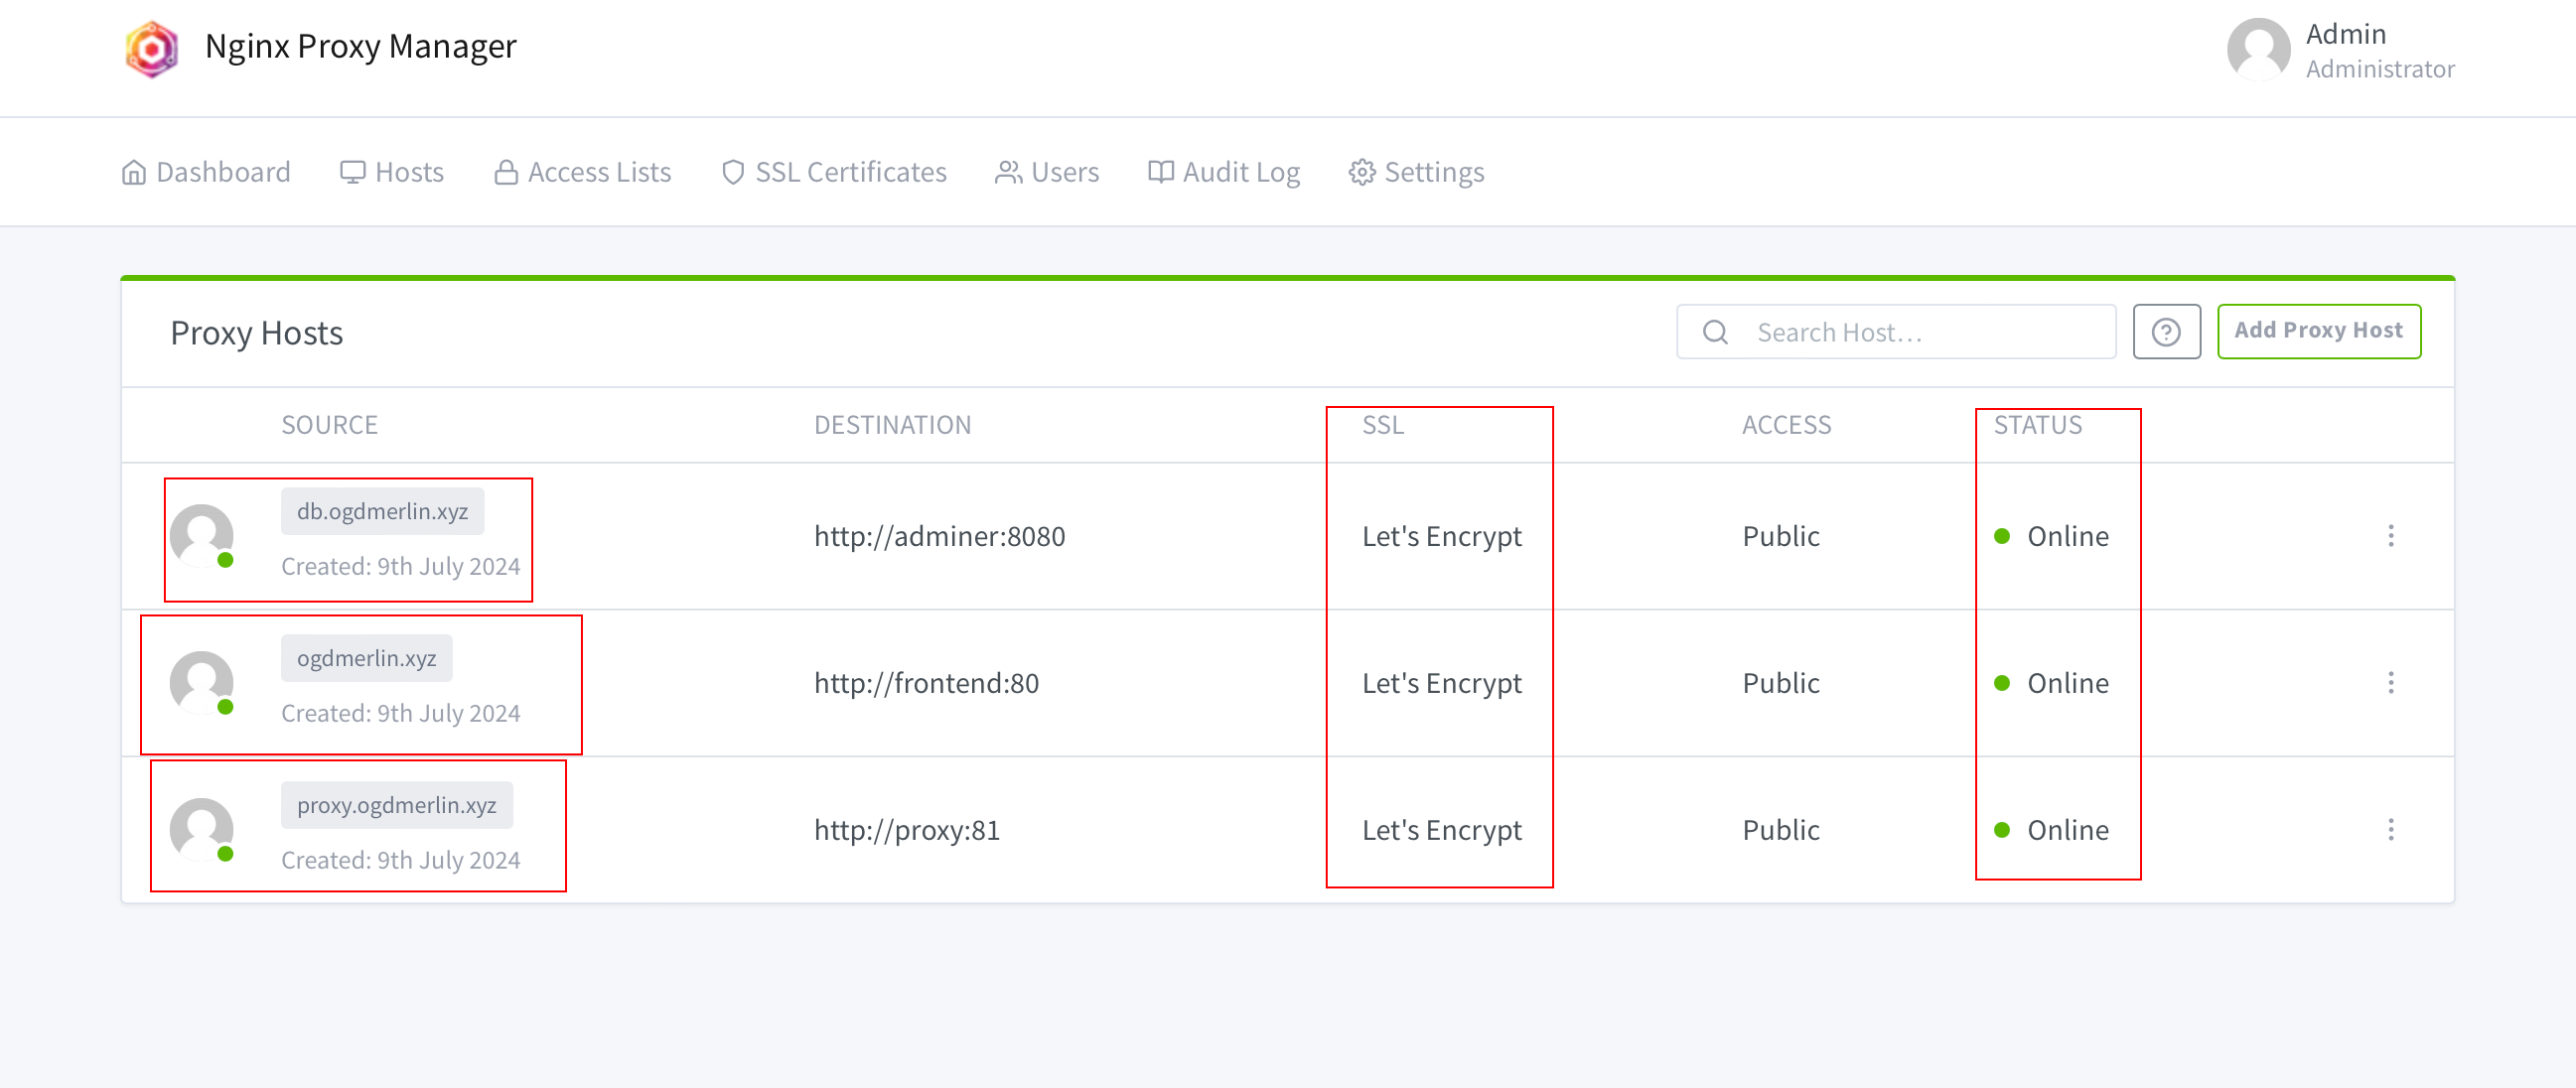 Nginx Proxy Manager
Admin
Administrator
Dashboard Hosts Access Lists SSL Certificates Users Audit Log Settings
Proxy Hosts
Search Host…
Add Proxy Host
SOURCE DESTINATION SSL ACCESS STATUS
db.ogdmerlin.xyz
Created: 9th July 2024
http://adminer:8080 Let's Encrypt Public Online
ogdmerlin.xyz
Created: 9th July 2024
http://frontend:80 Let's Encrypt Public Online
proxy.ogdmerlin.xyz
Created: 9th July 2024
http://proxy:81 Let's Encrypt Public Online